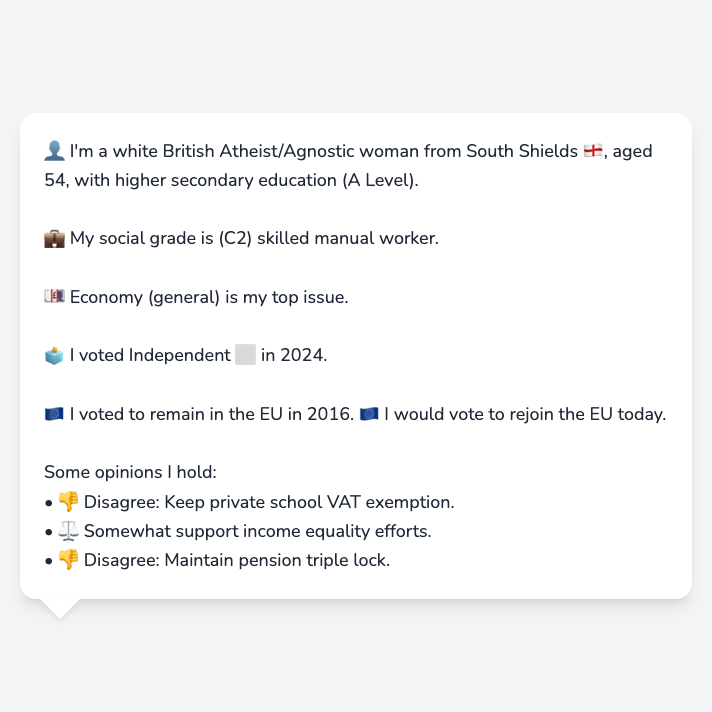 👤 I'm a white British Atheist/Agnostic woman from South Shields 🏴󠁧󠁢󠁥󠁮󠁧󠁿, aged
54, with higher secondary education (A Level).
💼 My social grade is (C2) skilled manual worker.
💷 Economy (general) is my top issue.
🗳️ I voted Independent ⬜ in 2024.
🇪🇺 I voted to remain in the EU in 2016. 🇪🇺 I would vote to rejoin the EU today.
Some opinions I hold:
• 👎 Disagree: Keep private school VAT exemption.
• ⚖️ Somewhat support income equality efforts.
• 👎 Disagree: Maintain pension triple lock.